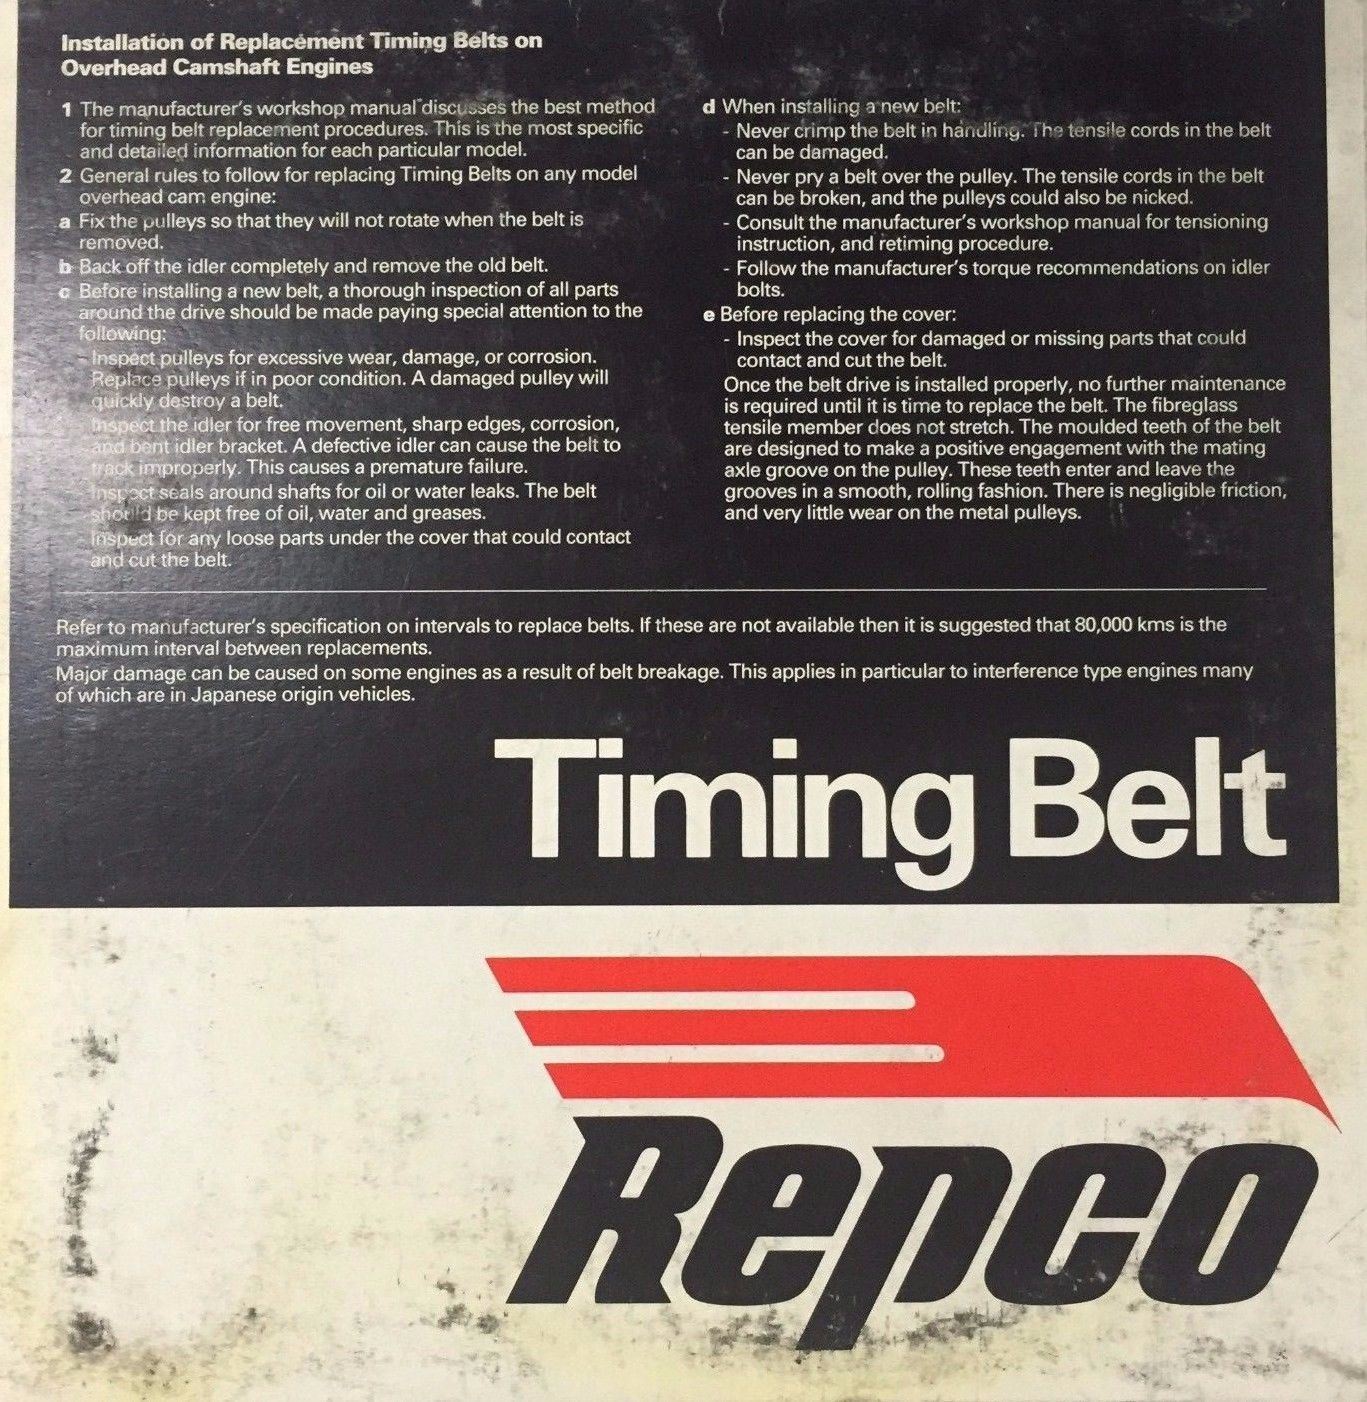 Installation of Replacement Timing Belts on
Overhead Camshaft Engines
1 The manufacturer's workshop manual discusses the best method
for timing belt replacement procedures. This is the most specific
and detailed information for each particular model.
2 General rules to follow for replacing Timing Belts on any model
overhead cam engine:
a Fix the pulleys so that they will not rotate when the belt is
removed.
b Back off the idler completely and remove the old belt.
c Before installing a new belt, a thorough inspection of all parts
around the drive should be made paying special attention to the
following:
- Inspect pulleys for excessive wear, damage, or corrosion.
Replace pulleys if in poor condition. A damaged pulley will
quickly destroy a belt.
- Inspect the idler for free movement, sharp edges, corrosion,
and bent idler bracket. A defective idler can cause the belt to
track improperly. This causes a premature failure.
- Inspect seals around shafts for oil or water leaks. The belt
should be kept free of oil, water and greases.
- Inspect for any loose parts under the cover that could contact
and cut the belt.
d When installing a new belt:
- Never crimp the belt in handling. The tensile cords in the belt
can be damaged.
- Never pry a belt over the pulley. The tensile cords in the belt
can be broken, and the pulleys could also be nicked.
- Consult the manufacturer's workshop manual for tensioning
instruction, and retiming procedure.
- Follow the manufacturer's torque recommendations on idler
bolts.
e Before replacing the cover:
- Inspect the cover for damaged or missing parts that could
contact and cut the belt.
Once the belt drive is installed properly, no further maintenance
is required until it is time to replace the belt. The fibreglass
tensile member does not stretch. The moulded teeth of the belt
are designed to make a positive engagement with the mating
axle groove on the pulley. These teeth enter and leave the
grooves in a smooth, rolling fashion. There is negligible friction,
and very little wear on the metal pulleys.
Refer to manufacturer's specification on intervals to replace belts. If these are not available then it is suggested that 80,000 kms is the
maximum interval between replacements.
Major damage can be caused on some engines as a result of belt breakage. This applies in particular to interference type engines many
of which are in Japanese origin vehicles.
Timing Belt
Repco